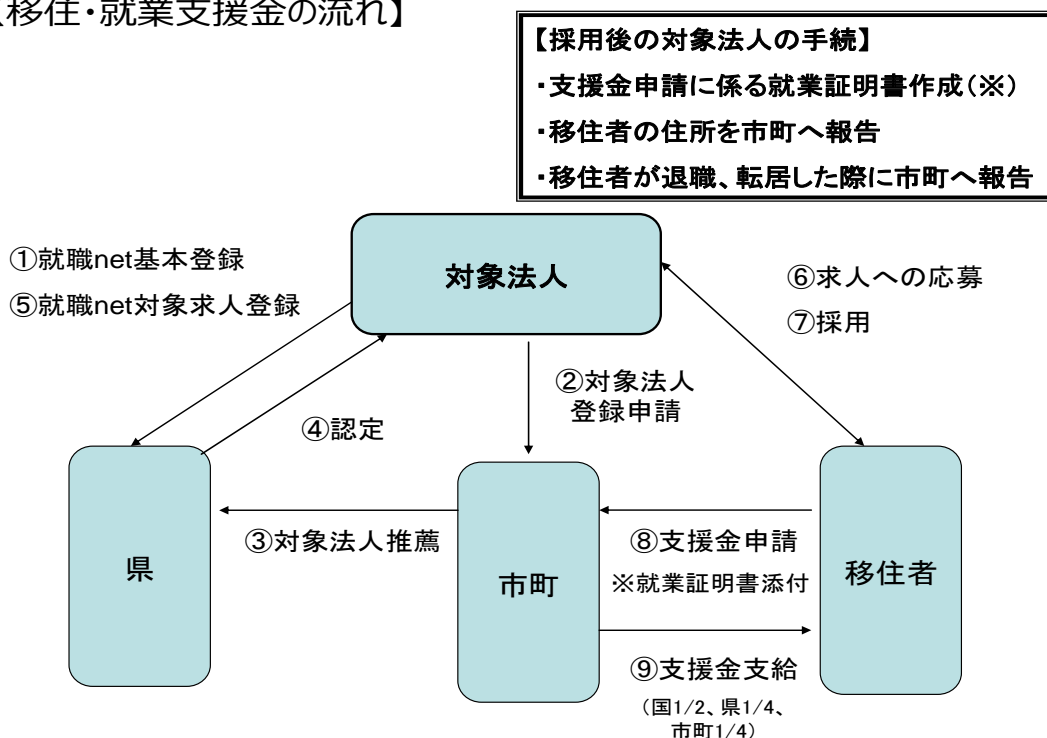 【移住・就業支援金の流れ】
【採用後の対象法人の手続】
・支援金申請に係る就業証明書作成(※)
・移住者の住所を市町へ報告
・移住者が退職、転居した際に市町へ報告
①就職net基本登録
⑤就職net対象求人登録
対象法人
⑥求人への応募
⑦採用
②対象法人
登録申請
④認定
③対象法人推薦
⑧支援金申請
※就業証明書添付
県
市町
移住者
⑨支援金支給
(国1/2、県1/4、
市町1/4)